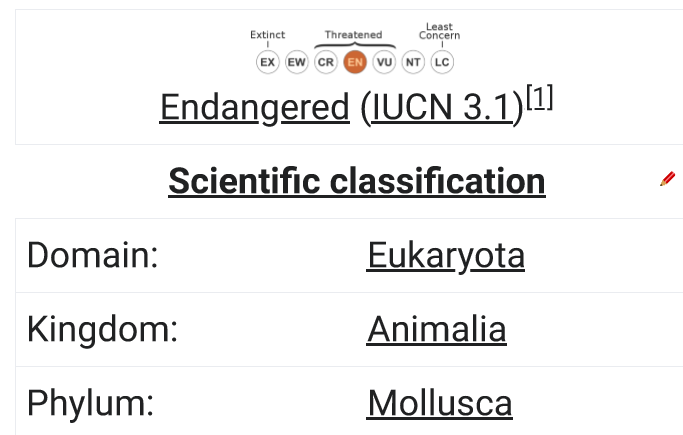 Extinct Threatened Least Concern
EX EW CR EN VU NT LC
Endangered (IUCN 3.1)[1]
Scientific classification
Domain: Eukaryota
Kingdom: Animalia
Phylum: Mollusca